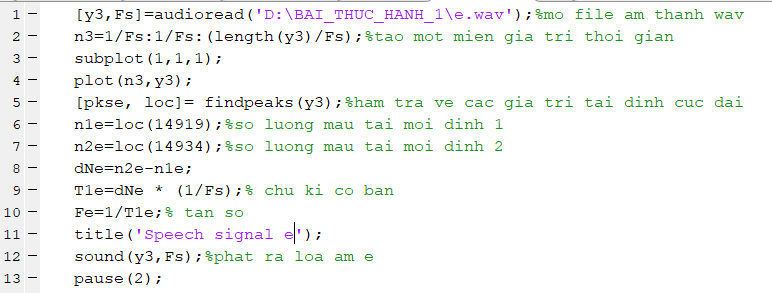 1 – [y3,Fs]=audioread('D:\BAI_THUC_HANH_1\e.wav');%mo file am thanh wav
2 – n3=1/Fs:1/Fs:(length(y3)/Fs);%tao mot mien gia tri thoi gian
3 – subplot(1,1,1);
4 – plot(n3,y3);
5 – [pkse, loc]= findpeaks(y3);%ham tra ve cac gia tri tai dinh cuc dai
6 – n1e=loc(14919);%so luong mau tai moi dinh 1
7 – n2e=loc(14934);%so luong mau tai moi dinh 2
8 – dNe=n2e-n1e;
9 – T1e=dNe * (1/Fs);% chu ki co ban
10 – Fe=1/T1e;% tan so
11 – title('Speech signal e');
12 – sound(y3,Fs);%phat ra loa am e
13 – pause(2);